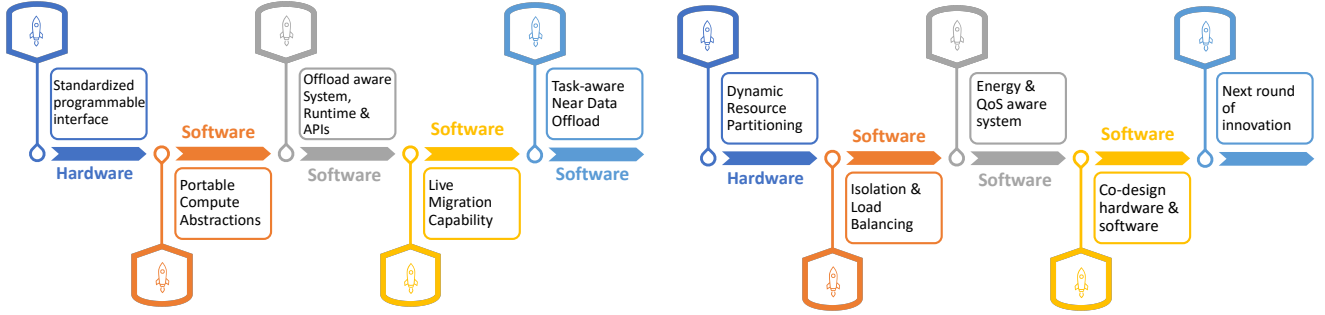 Standardized
programmable
interface
Hardware
Software
Portable
Compute
Abstractions
Offload aware
System,
Runtime &
APIs
Software
Software
Live
Migration
Capability
Task-aware
Near Data
Offload
Software
Dynamic
Resource
Partitioning
Hardware
Software
Isolation &
Load
Balancing
Energy &
QoS aware
system
Software
Software
Co-design
hardware &
software
Next round
of
innovation